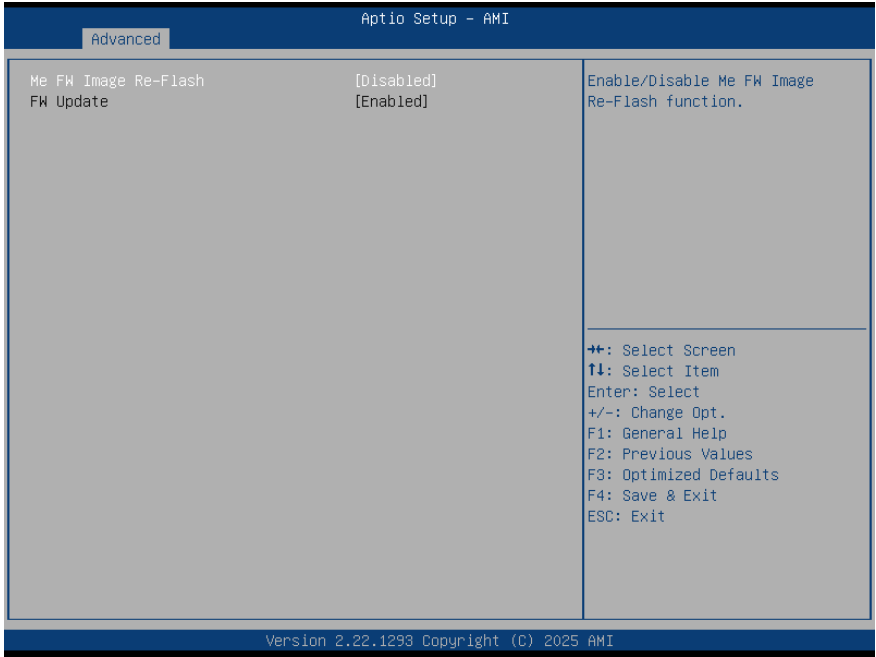 Aptio Setup – AMI
Advanced
Me FW Image Re-Flash [Disabled]
FW Update [Enabled]
Enable/Disable Me FW Image
Re-Flash function.
→←: Select Screen
↑↓: Select Item
Enter: Select
+/-: Change Opt.
F1: General Help
F2: Previous Values
F3: Optimized Defaults
F4: Save & Exit
ESC: Exit
Version 2.22.1293 Copyright (C) 2025 AMI